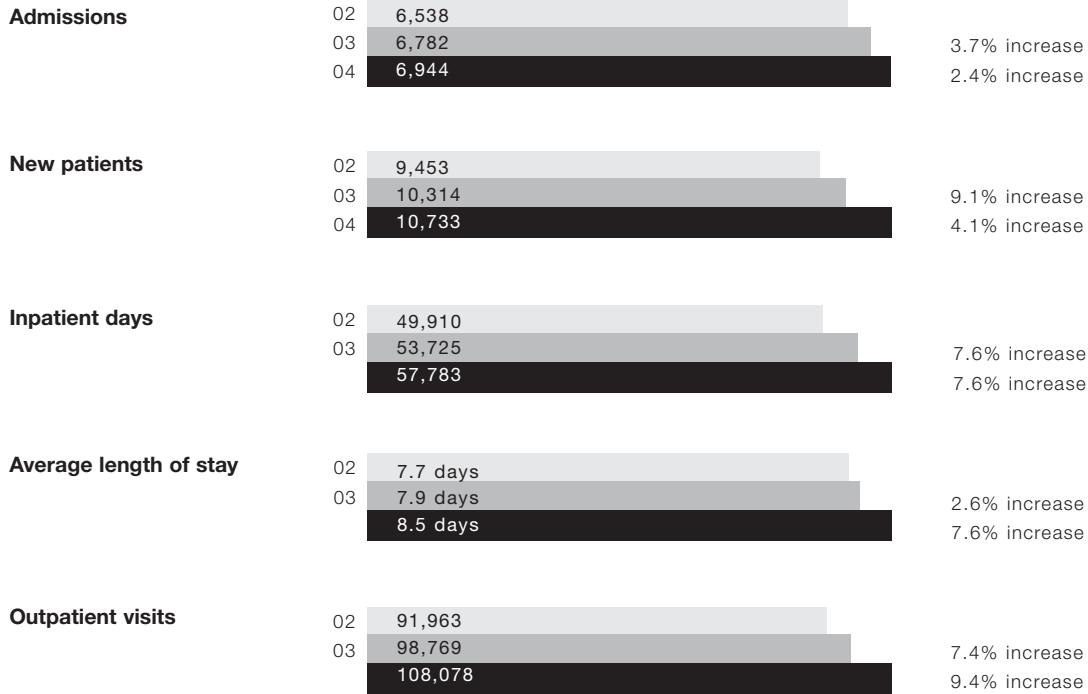 Admissions 02 6,538
03 6,782 3.7% increase
04 6,944 2.4% increase
New patients 02 9,453
03 10,314 9.1% increase
04 10,733 4.1% increase
Inpatient days 02 49,910
03 53,725 7.6% increase
57,783 7.6% increase
Average length of stay 02 7.7 days
03 7.9 days 2.6% increase
8.5 days 7.6% increase
Outpatient visits 02 91,963
03 98,769 7.4% increase
108,078 9.4% increase